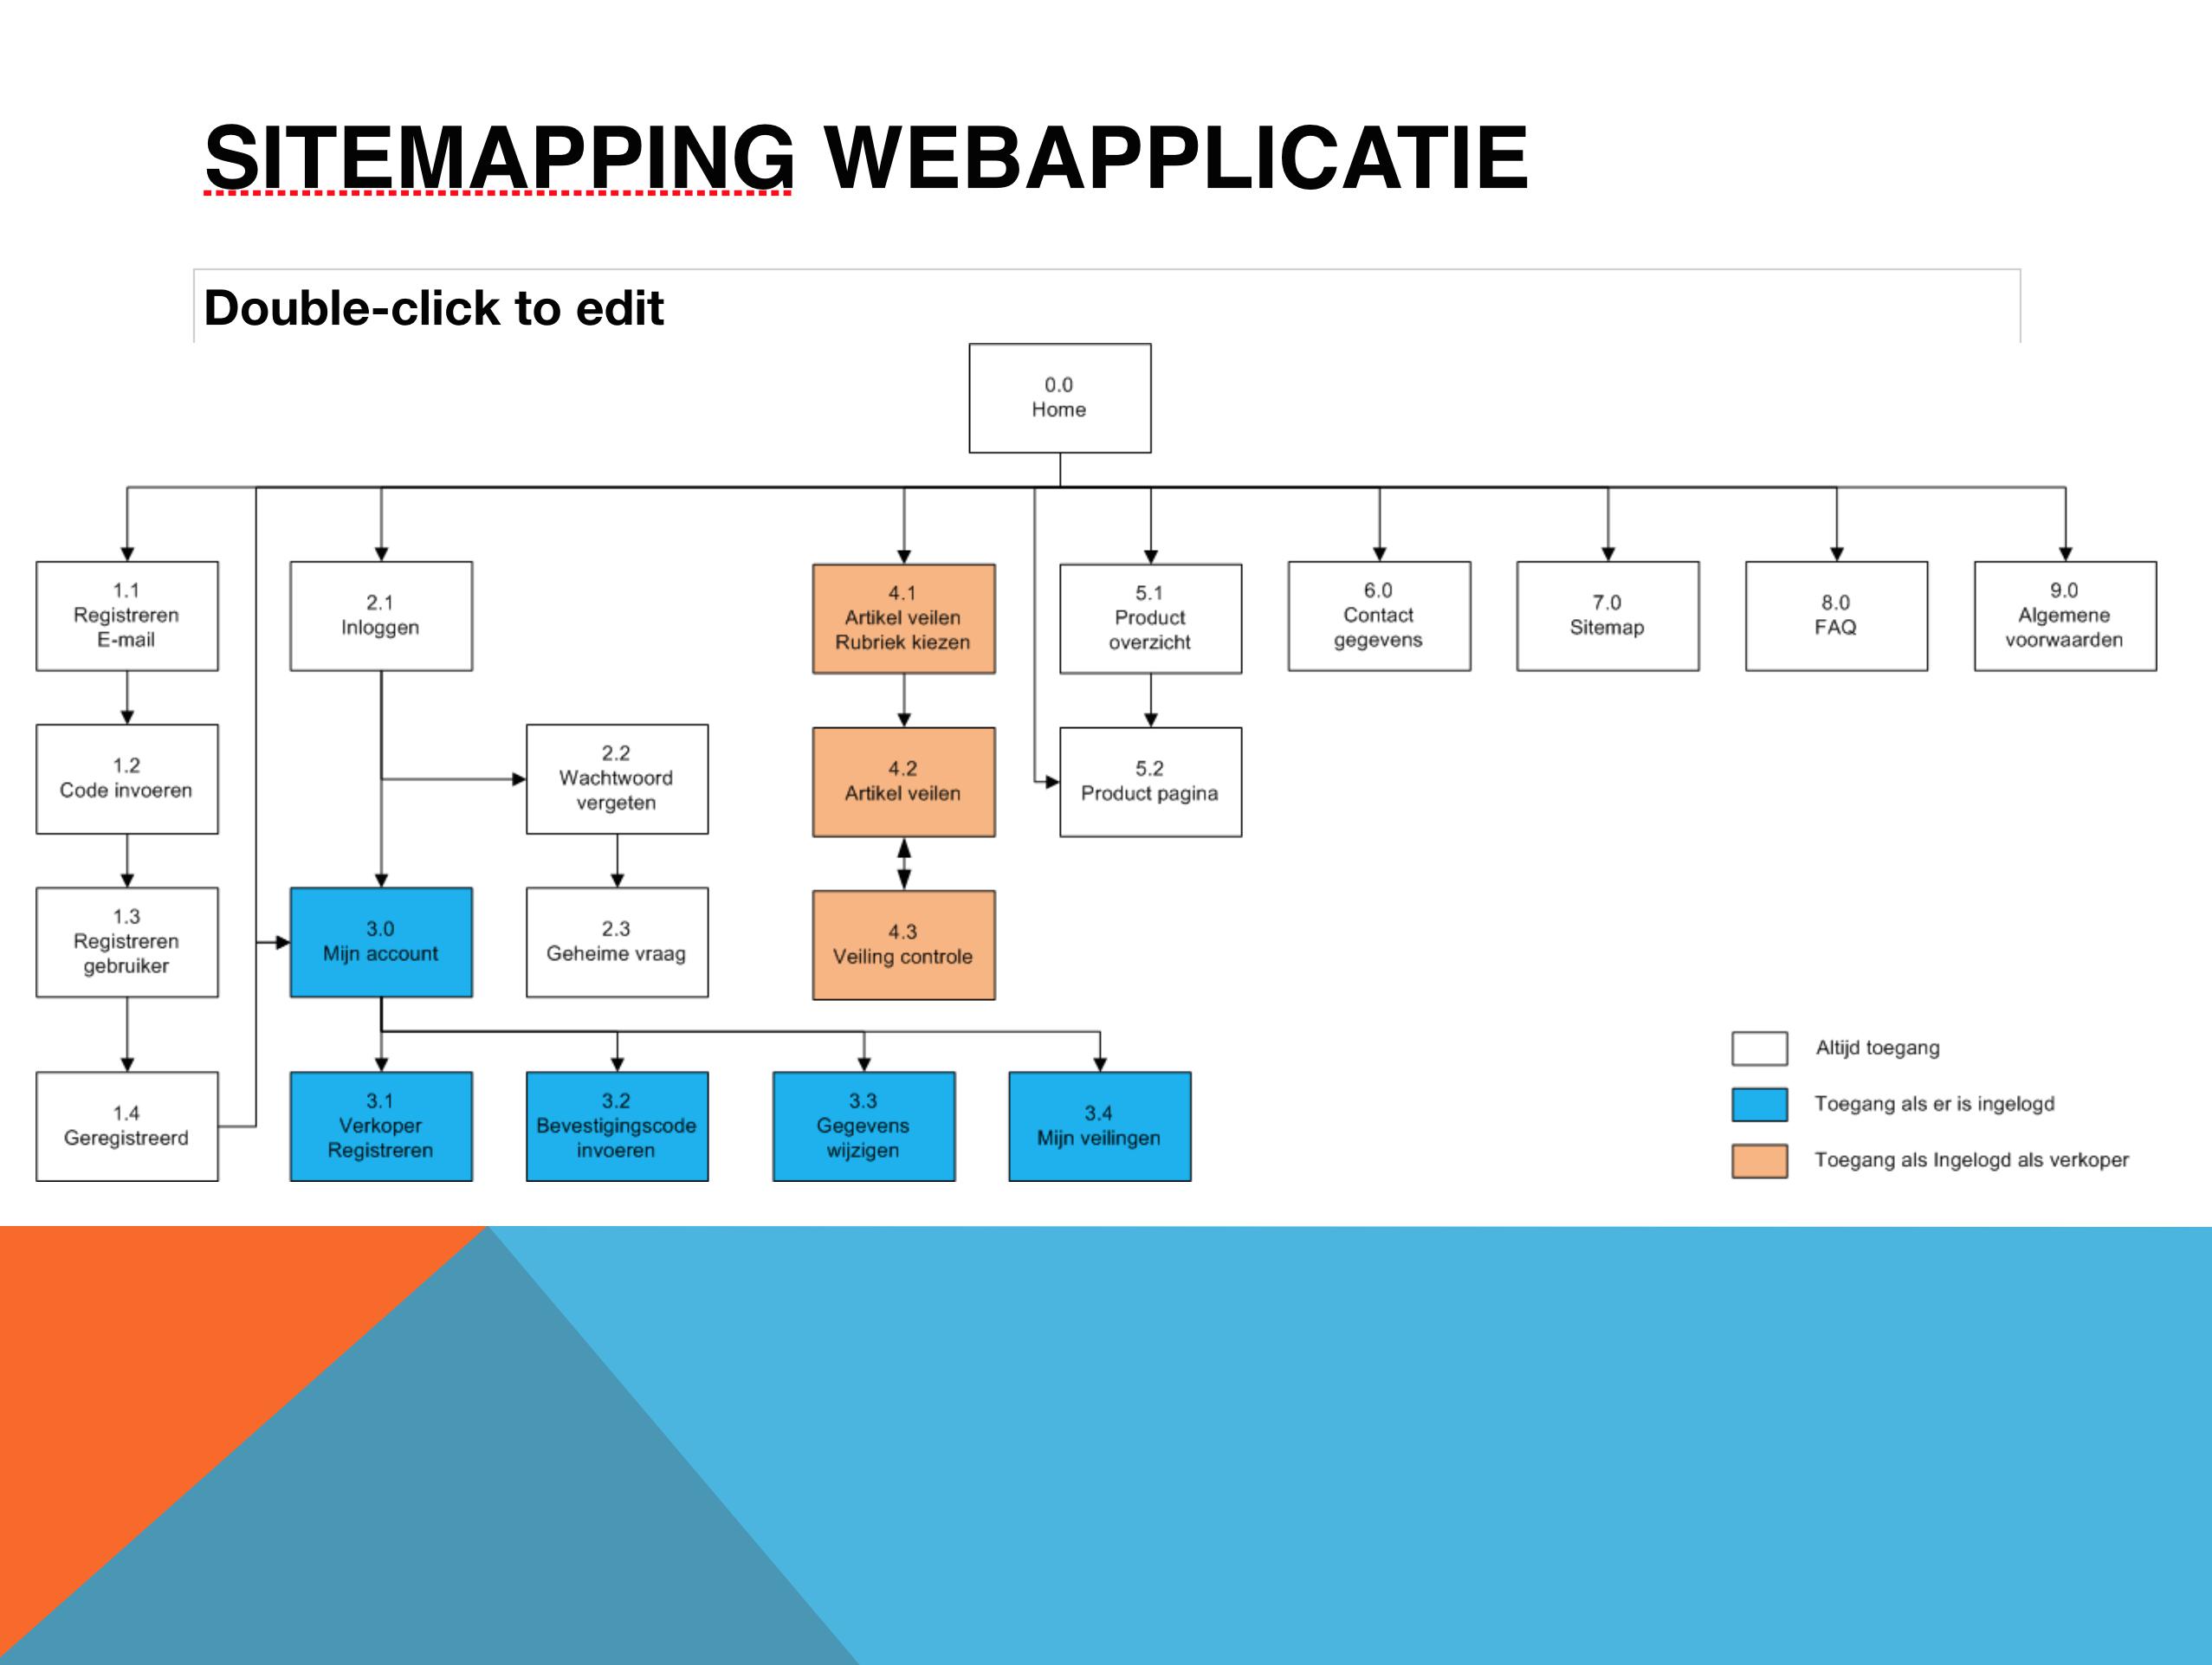 SITEMAPPING WEBAPPLICATIE
Double-click to edit
0.0
Home
1.1
Registreren
E-mail
2.1
Inloggen
4.1
Artikel veilen
Rubriek kiezen
5.1
Product
overzicht
6.0
Contact
gegevens
7.0
Sitemap
8.0
FAQ
9.0
Algemene
voorwaarden
1.2
Code invoeren
2.2
Wachtwoord
vergeten
4.2
Artikel veilen
5.2
Product pagina
1.3
Registreren
gebruiker
3.0
Mijn account
2.3
Geheime vraag
4.3
Veiling controle
1.4
Geregistreerd
3.1
Verkoper
Registreren
3.2
Bevestigingscode
invoeren
3.3
Gegevens
wijzigen
3.4
Mijn veilingen
Altijd toegang
Toegang als er is ingelogd
Toegang als Ingelogd als verkoper